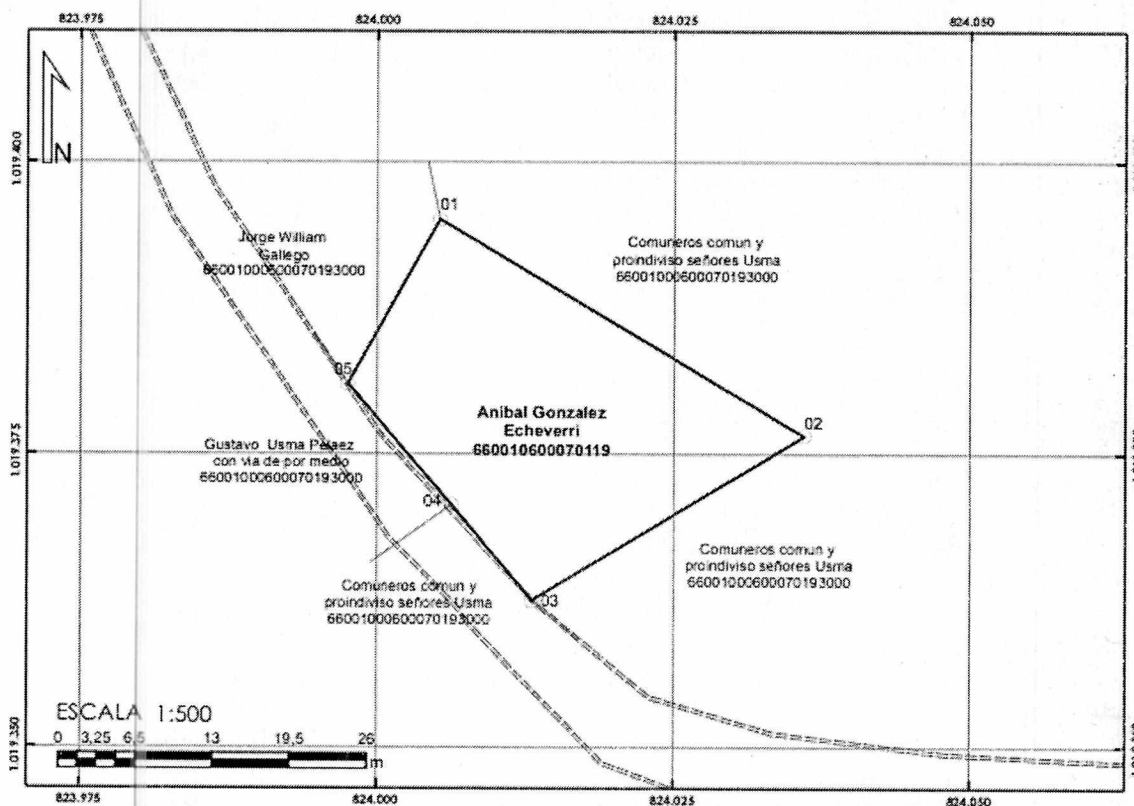 823.975 824.000 824.025 824.050
1.019.400
N
01
Jorge William
Gallego
66001000600070193000
Comuneros comun y
proindiviso señores Usma
66001000600070193000
05
Anibal Gonzalez
Echeverri
660010600070119
02
Gustavo Usma Pelaez
con via de por medio
66001000600070193000
1.019.375
04
Comuneros comun y
proindiviso señores Usma
66001000600070193000
Comuneros comun y
proindiviso señores Usma
66001000600070193000
03
ESCALA 1:500
0 3,25 6,5 13 19,5 26
m
1.019.350
823.975 824.000 824.025 824.050